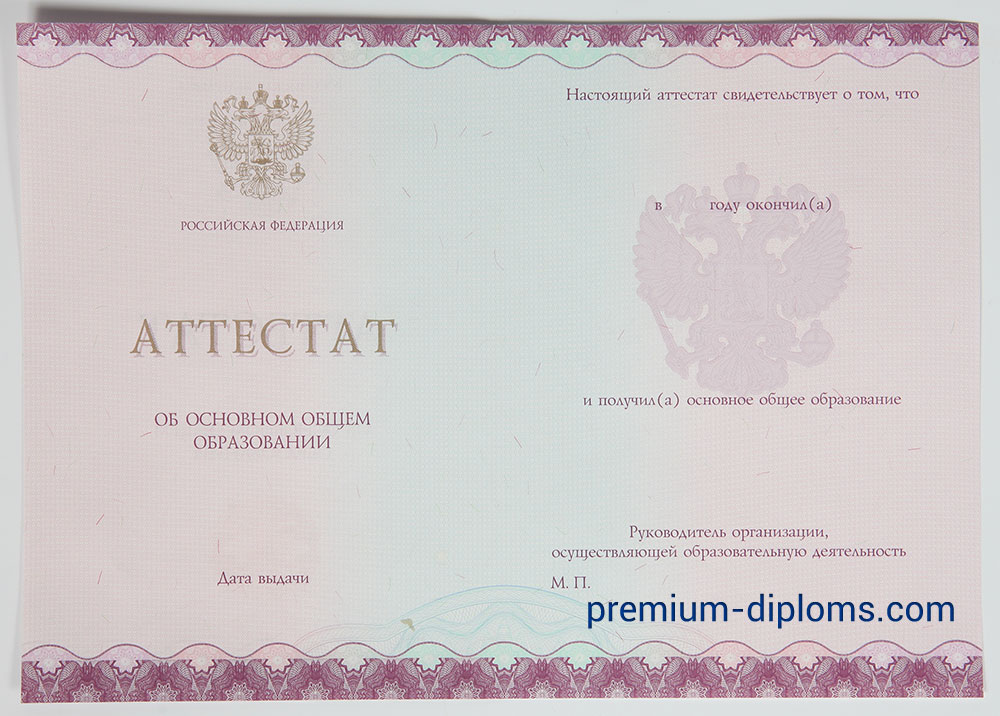 РОССИЙСКАЯ ФЕДЕРАЦИЯ
АТТЕСТАТ
ОБ ОСНОВНОМ ОБЩЕМ
ОБРАЗОВАНИИ
Дата выдачи
Настоящий аттестат свидетельствует о том, что
в году окончил(а)
и получил(а) основное общее образование
Руководитель организации,
осуществляющей образовательную деятельность
М. П.
premium-diploms.com